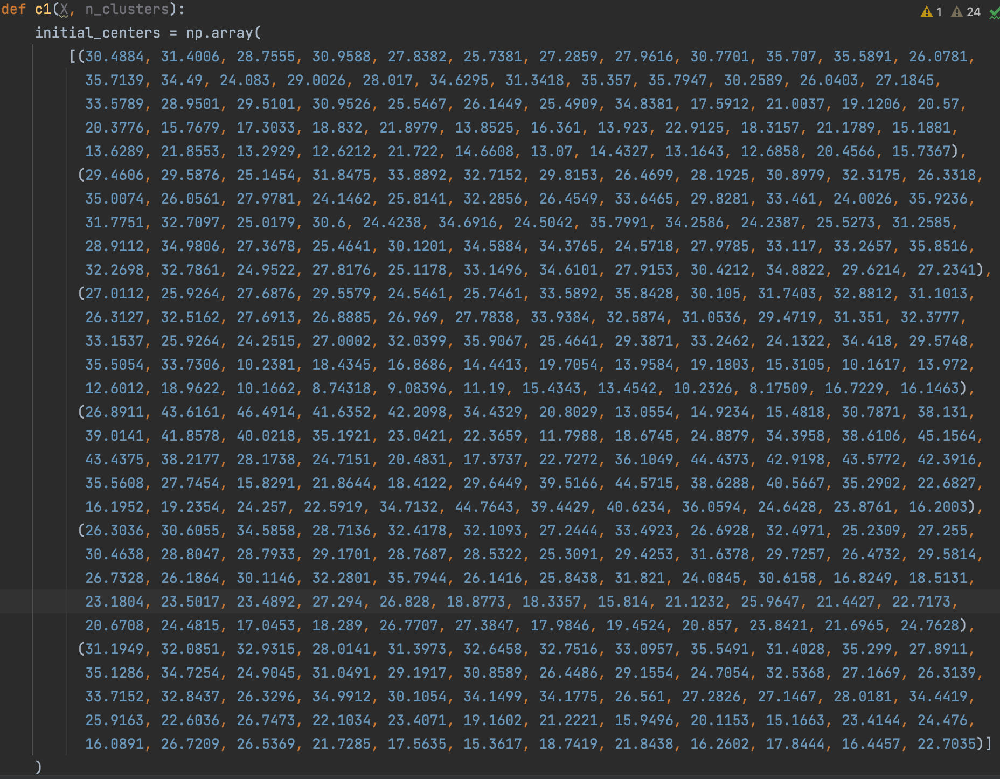 def c1(X, n_clusters):
1 24
initial_centers = np.array(
[(30.4884, 31.4006, 28.7555, 30.9588, 27.8382, 25.7381, 27.2859, 27.9616, 30.7701, 35.707, 35.5891, 26.0781,
35.7139, 34.49, 24.083, 29.0026, 28.017, 34.6295, 31.3418, 35.357, 35.7947, 30.2589, 26.0403, 27.1845,
33.5789, 28.9501, 29.5101, 30.9526, 25.5467, 26.1449, 25.4909, 34.8381, 17.5912, 21.0037, 19.1206, 20.57,
20.3776, 15.7679, 17.3033, 18.832, 21.8979, 13.8525, 16.361, 13.923, 22.9125, 18.3157, 21.1789, 15.1881,
13.6289, 21.8553, 13.2929, 12.6212, 21.722, 14.6608, 13.07, 14.4327, 13.1643, 12.6858, 20.4566, 15.7367),
(29.4606, 29.5876, 25.1454, 31.8475, 33.8892, 32.7152, 29.8153, 26.4699, 28.1925, 30.8979, 32.3175, 26.3318,
35.0074, 26.0561, 27.9781, 24.1462, 25.8141, 32.2856, 26.4549, 33.6465, 29.8281, 33.461, 24.0026, 35.9236,
31.7751, 32.7097, 25.0179, 30.6, 24.4238, 34.6916, 24.5042, 35.7991, 34.2586, 24.2387, 25.5273, 31.2585,
28.9112, 34.9806, 27.3678, 25.4641, 30.1201, 34.5884, 34.3765, 24.5718, 27.9785, 33.117, 33.2657, 35.8516,
32.2698, 32.7861, 24.9522, 27.8176, 25.1178, 33.1496, 34.6101, 27.9153, 30.4212, 34.8822, 29.6214, 27.2341),
(27.0112, 25.9264, 27.6876, 29.5579, 24.5461, 25.7461, 33.5892, 35.8428, 30.105, 31.7403, 32.8812, 31.1013,
26.3127, 32.5162, 27.6913, 26.8885, 26.969, 27.7838, 33.9384, 32.5874, 31.0536, 29.4719, 31.351, 32.3777,
33.1537, 25.9264, 24.2515, 27.0002, 32.0399, 35.9067, 25.4641, 29.3871, 33.2462, 24.1322, 34.418, 29.5748,
35.5054, 33.7306, 10.2381, 18.4345, 16.8686, 14.4413, 19.7054, 13.9584, 19.1803, 15.3105, 10.1617, 13.972,
12.6012, 18.9622, 10.1662, 8.74318, 9.08396, 11.19, 15.4343, 13.4542, 10.2326, 8.17509, 16.7229, 16.1463),
(26.8911, 43.6161, 46.4914, 41.6352, 42.2098, 34.4329, 20.8029, 13.0554, 14.9234, 15.4818, 30.7871, 38.131,
39.0141, 41.8578, 40.0218, 35.1921, 23.0421, 22.3659, 11.7988, 18.6745, 24.8879, 34.3958, 38.6106, 45.1564,
43.4375, 38.2177, 28.1738, 24.7151, 20.4831, 17.3737, 22.7272, 36.1049, 44.4373, 42.9198, 43.5772, 42.3916,
35.5608, 27.7454, 15.8291, 21.8644, 18.4122, 29.6449, 39.5166, 44.5715, 38.6288, 40.5667, 35.2902, 22.6827,
16.1952, 19.2354, 24.257, 22.5919, 34.7132, 44.7643, 39.4429, 40.6234, 36.0594, 24.6428, 23.8761, 16.2003),
(26.3036, 30.6055, 34.5858, 28.7136, 32.4178, 32.1093, 27.2444, 33.4923, 26.6928, 32.4971, 25.2309, 27.255,
30.4638, 28.8047, 28.7933, 29.1701, 28.7687, 28.5322, 25.3091, 29.4253, 31.6378, 29.7257, 26.4732, 29.5814,
26.7328, 26.1864, 30.1146, 32.2801, 35.7944, 26.1416, 25.8438, 31.821, 24.0845, 30.6158, 16.8249, 18.5131,
23.1804, 23.5017, 23.4892, 27.294, 26.828, 18.8773, 18.3357, 15.814, 21.1232, 25.9647, 21.4427, 22.7173,
20.6708, 24.4815, 17.0453, 18.289, 26.7707, 27.3847, 17.9846, 19.4524, 20.857, 23.8421, 21.6965, 24.7628),
(31.1949, 32.0851, 32.9315, 28.0141, 31.3973, 32.6458, 32.7516, 33.0957, 35.5491, 31.4028, 35.299, 27.8911,
35.1286, 34.7254, 24.9045, 31.0491, 29.1917, 30.8589, 26.4486, 29.1554, 24.7054, 32.5368, 27.1669, 26.3139,
33.7152, 32.8437, 26.3296, 34.9912, 30.1054, 34.1499, 34.1775, 26.561, 27.2826, 27.1467, 28.0181, 34.4419,
25.9163, 22.6036, 26.7473, 22.1034, 23.4071, 19.1602, 21.2221, 15.9496, 20.1153, 15.1663, 23.4144, 24.476,
16.0891, 26.7209, 26.5369, 21.7285, 17.5635, 15.3617, 18.7419, 21.8438, 16.2602, 17.8444, 16.4457, 22.7035)]
)